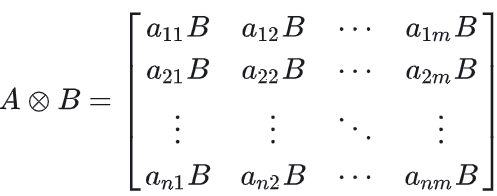 A ⊗ B = [ a₁₁B a₁₂B ⋯ a₁ₘB
a₂₁B a₂₂B ⋯ a₂ₘB
⋮ ⋮ ⋱ ⋮
aₙ₁B aₙ₂B ⋯ aₙₘB ]